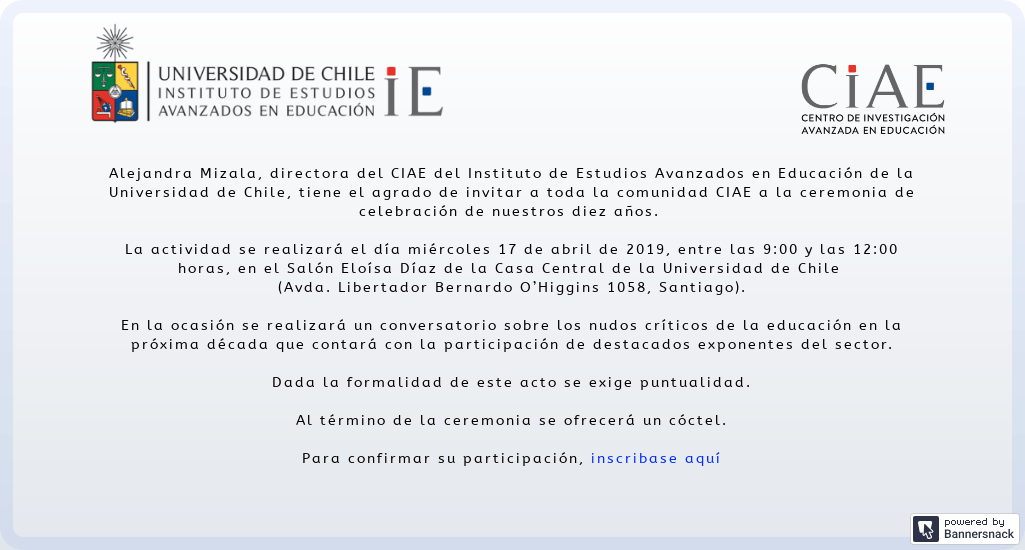 UNIVERSIDAD DE CHILE
INSTITUTO DE ESTUDIOS
AVANZADOS EN EDUCACIÓN
iE
CiAE
CENTRO DE INVESTIGACIÓN
AVANZADA EN EDUCACIÓN
Alejandra Mizala, directora del CIAE del Instituto de Estudios Avanzados en Educación de la
Universidad de Chile, tiene el agrado de invitar a toda la comunidad CIAE a la ceremonia de
celebración de nuestros diez años.
La actividad se realizará el día miércoles 17 de abril de 2019, entre las 9:00 y las 12:00
horas, en el Salón Eloísa Díaz de la Casa Central de la Universidad de Chile
(Avda. Libertador Bernardo O’Higgins 1058, Santiago).
En la ocasión se realizará un conversatorio sobre los nudos críticos de la educación en la
próxima década que contará con la participación de destacados exponentes del sector.
Dada la formalidad de este acto se exige puntualidad.
Al término de la ceremonia se ofrecerá un cóctel.
Para confirmar su participación, inscribase aquí
powered by
Bannersnack